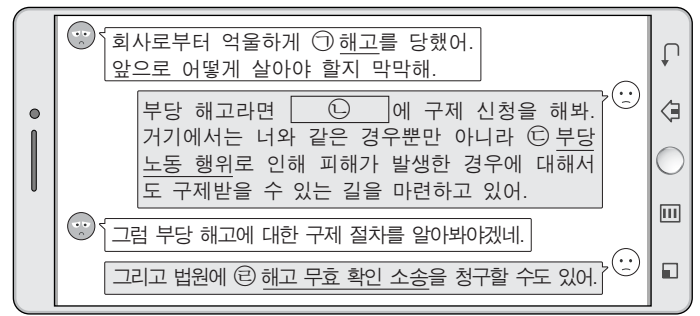 회사로부터 억울하게 ㉠ 해고를 당했어.
앞으로 어떻게 살아야 할지 막막해.
부당 해고라면 ㉡ 에 구제 신청을 해봐.
거기에서는 너와 같은 경우뿐만 아니라 ㉢ 부당
노동 행위로 인해 피해가 발생한 경우에 대해서
도 구제받을 수 있는 길을 마련하고 있어.
그럼 부당 해고에 대한 구제 절차를 알아봐야겠네.
그리고 법원에 ㉣ 해고 무효 확인 소송을 청구할 수도 있어.